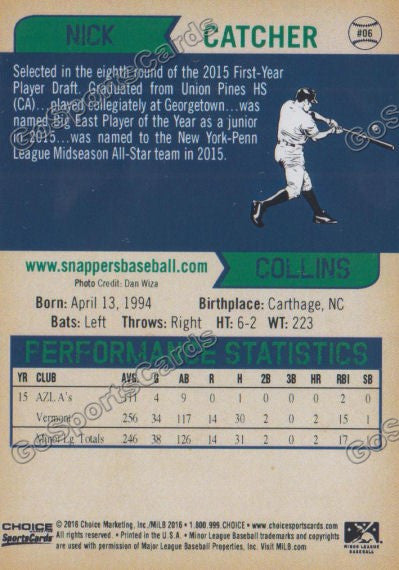 NICK
CATCHER
#06
Selected in the eighth round of the 2015 First-Year
Player Draft. Graduated from Union Pines HS
(CA)...played collegiately at Georgetown...was
named Big East Player of the Year as a junior
in 2015...was named to the New York-Penn
League Midseason All-Star team in 2015.
www.snappersbaseball.com
COLLINS
Photo Credit: Dan Wiza
Born: April 13, 1994 Birthplace: Carthage, NC
Bats: Left Throws: Right HT: 6-2 WT: 223
PERFORMANCE STATISTICS
YR CLUB AVG. G AB R H 2B 3B HR RBI SB
15 AZL A's .111 4 9 0 1 0 0 0 2 0
Vermont .256 34 117 14 30 2 0 2 15 1
Minor Lg Totals .246 38 126 14 31 2 0 2 17 1
CHOICE
SportsCards
© 2016 Choice Marketing, Inc./MiLB 2016 • 1.800.999.CHOICE • www.choicesportscards.com
• Printed in the U.S.A. • Minor League Baseball trademarks and copyrights are used
with permission of Major League Baseball Properties, Inc. Visit MiLB.com.
MINOR LEAGUE
BASEBALL
GoSportsCards